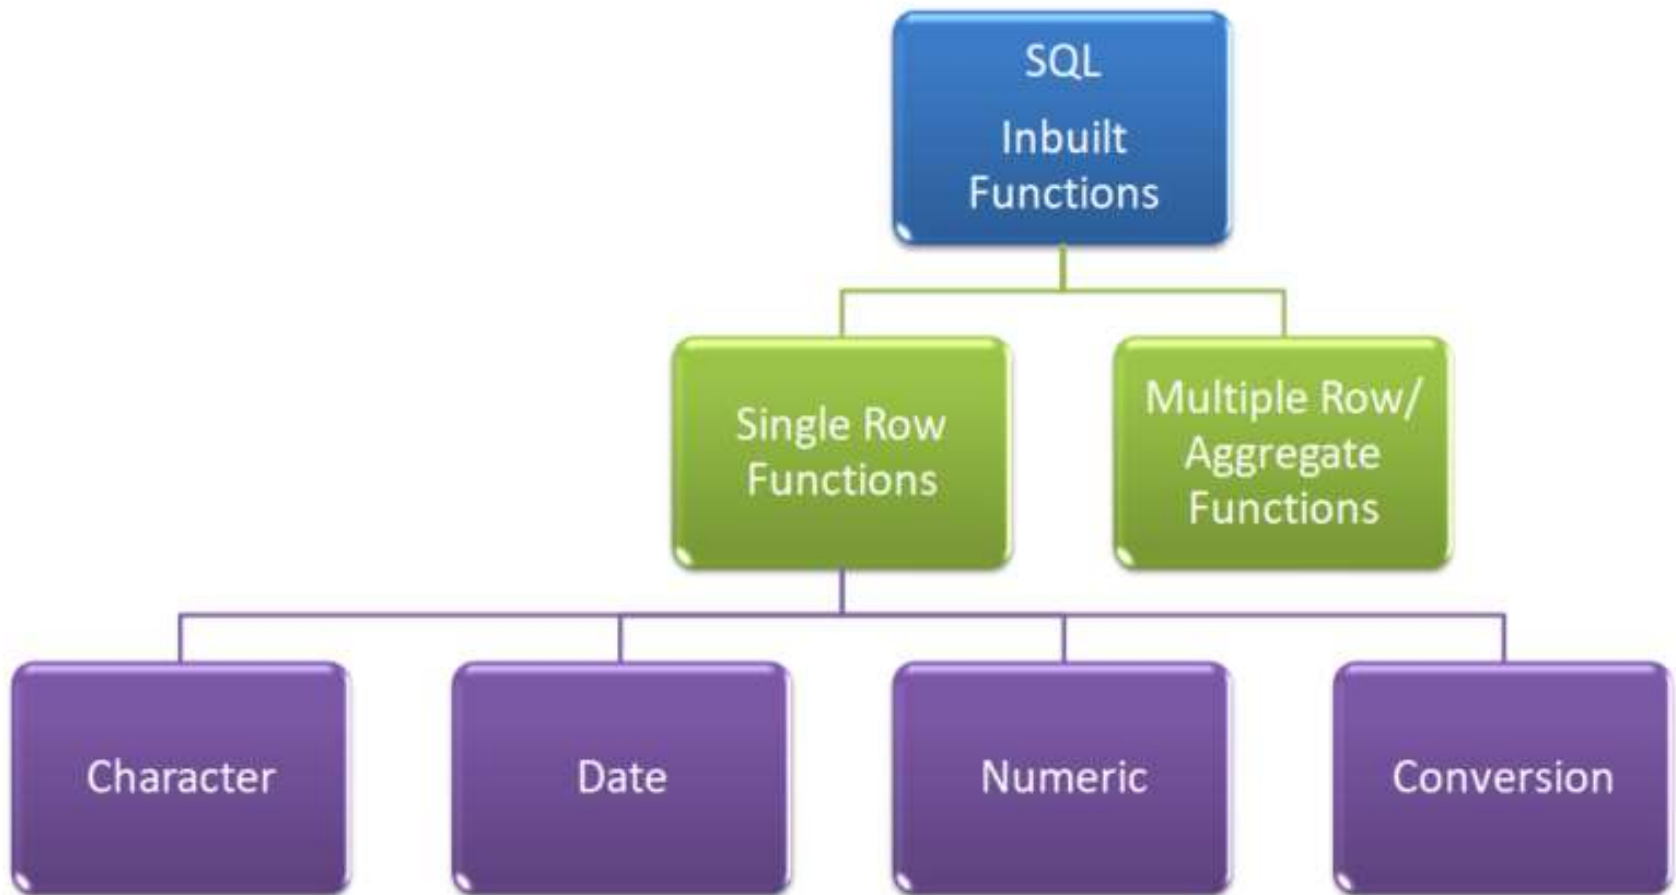 SQL
Inbuilt
Functions
Single Row
Functions
Multiple Row/
Aggregate
Functions
Character
Date
Numeric
Conversion